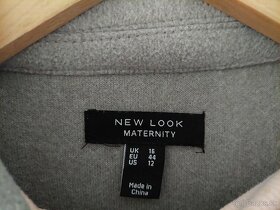 NEW LOOK
MATERNITY
UK 16
EU 44
US 12
Made in
China